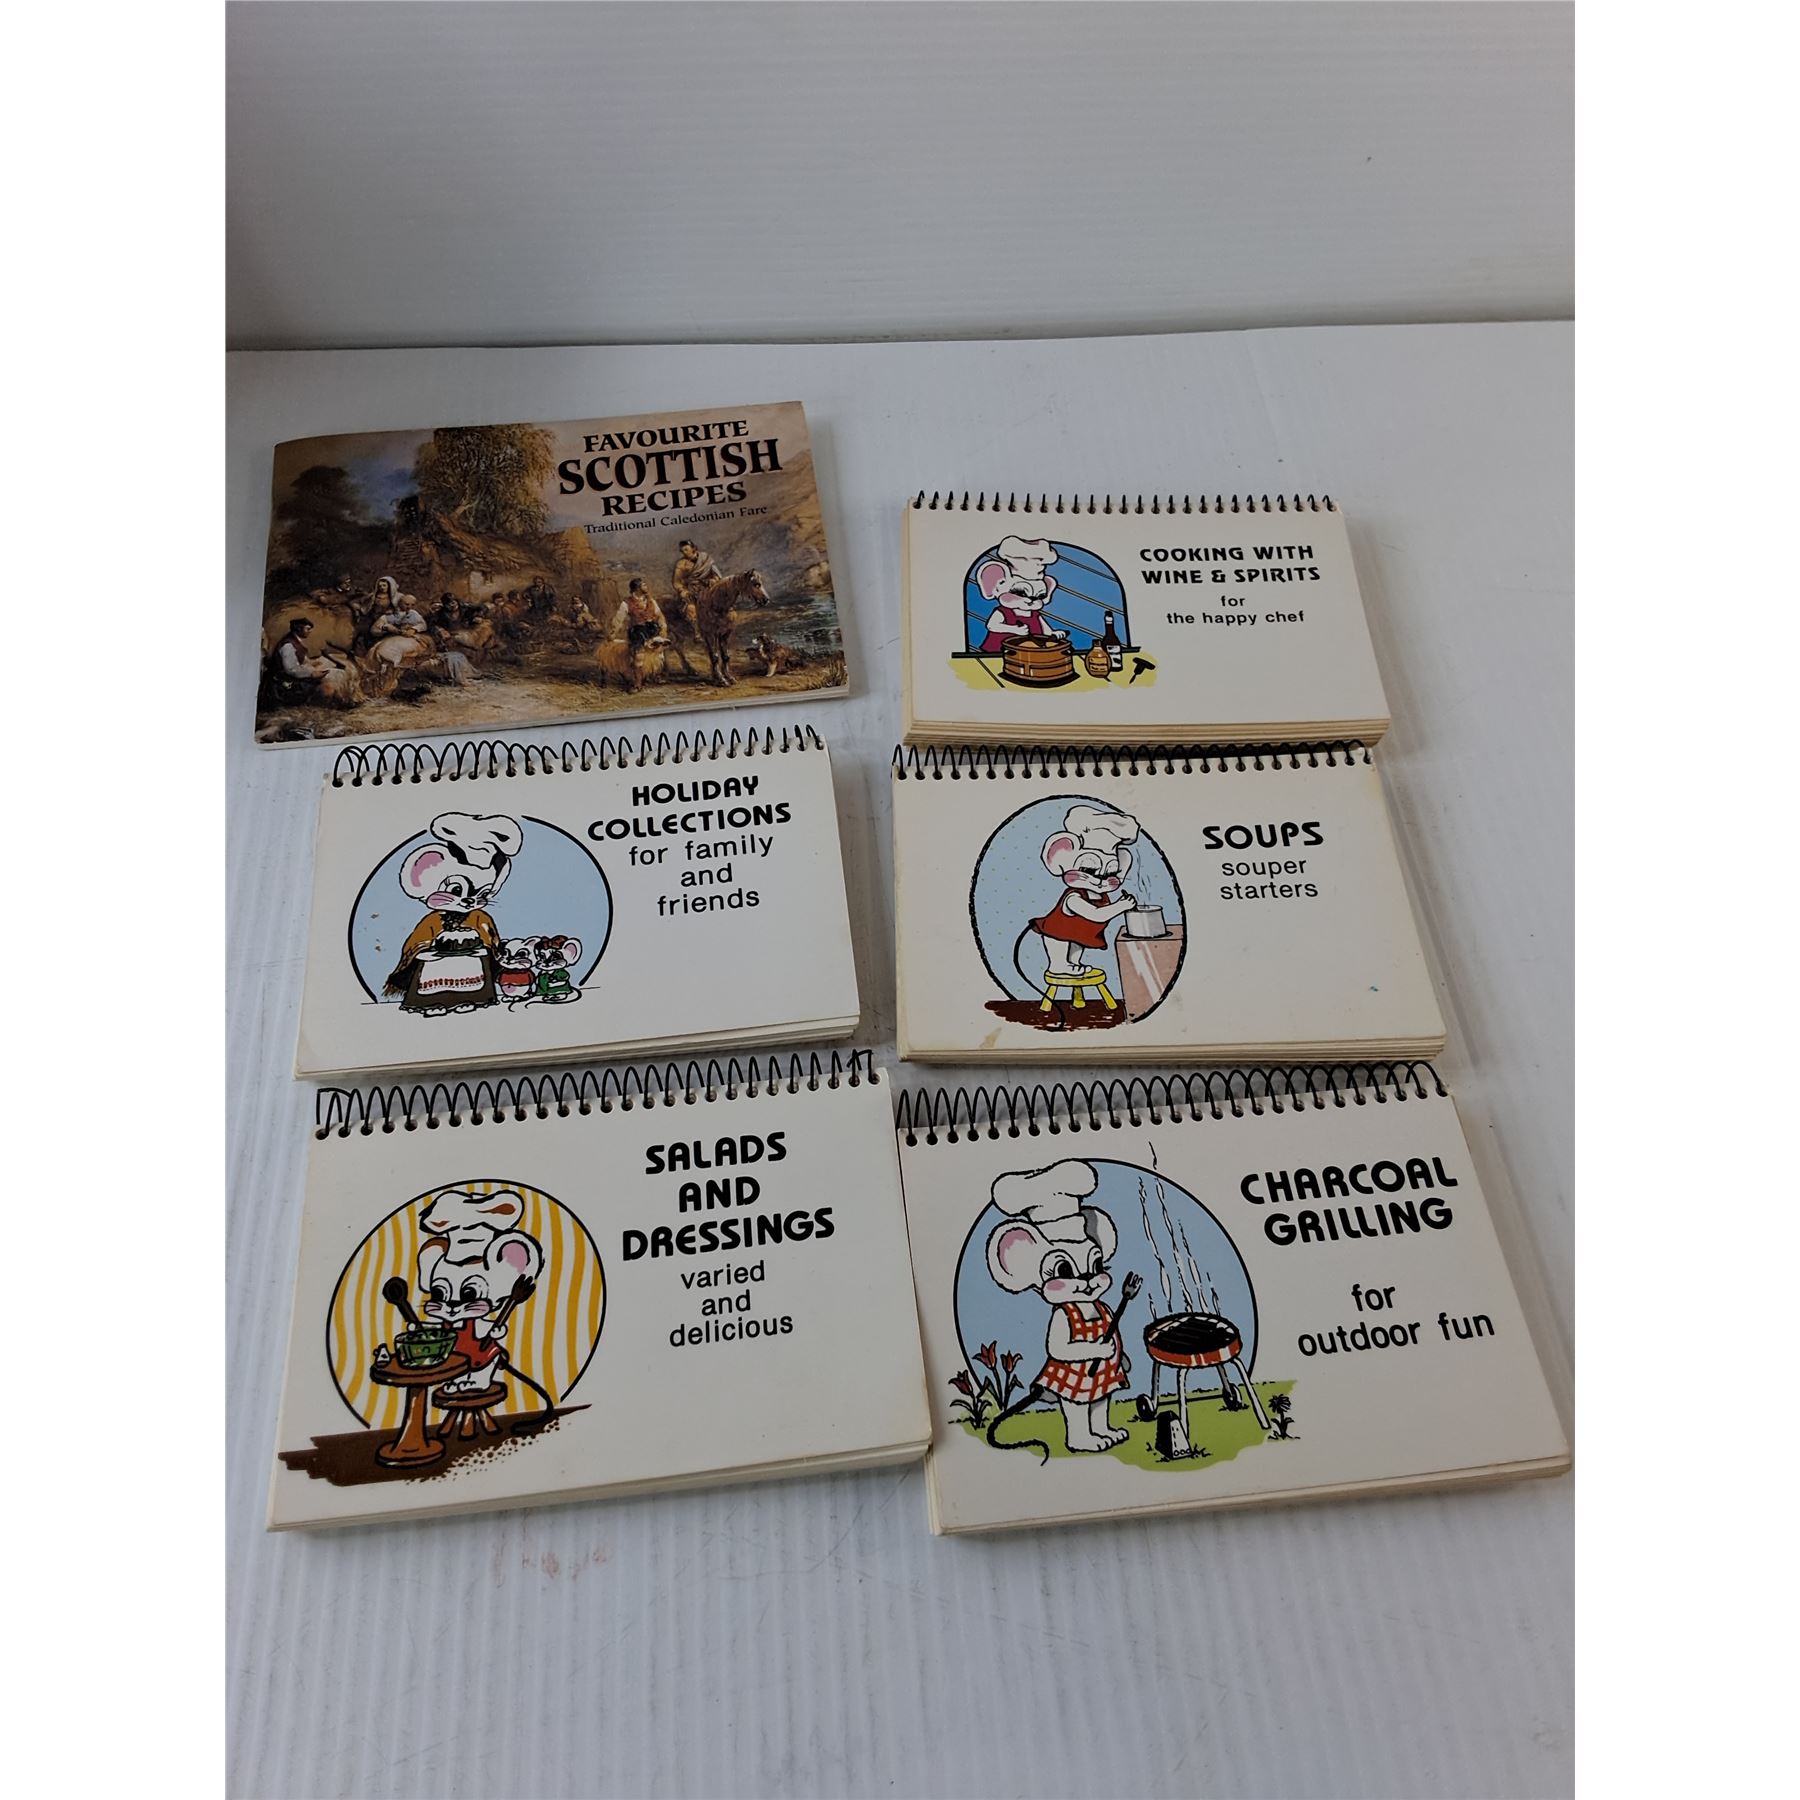 FAVOURITE
SCOTTISH
RECIPES
Traditional Caledonian Fare
COOKING WITH
WINE & SPIRITS
for
the happy chef
HOLIDAY
COLLECTIONS
for family
and
friends
SOUPS
souper
starters
SALADS
AND
DRESSINGS
varied
and
delicious
CHARCOAL
GRILLING
for
outdoor fun